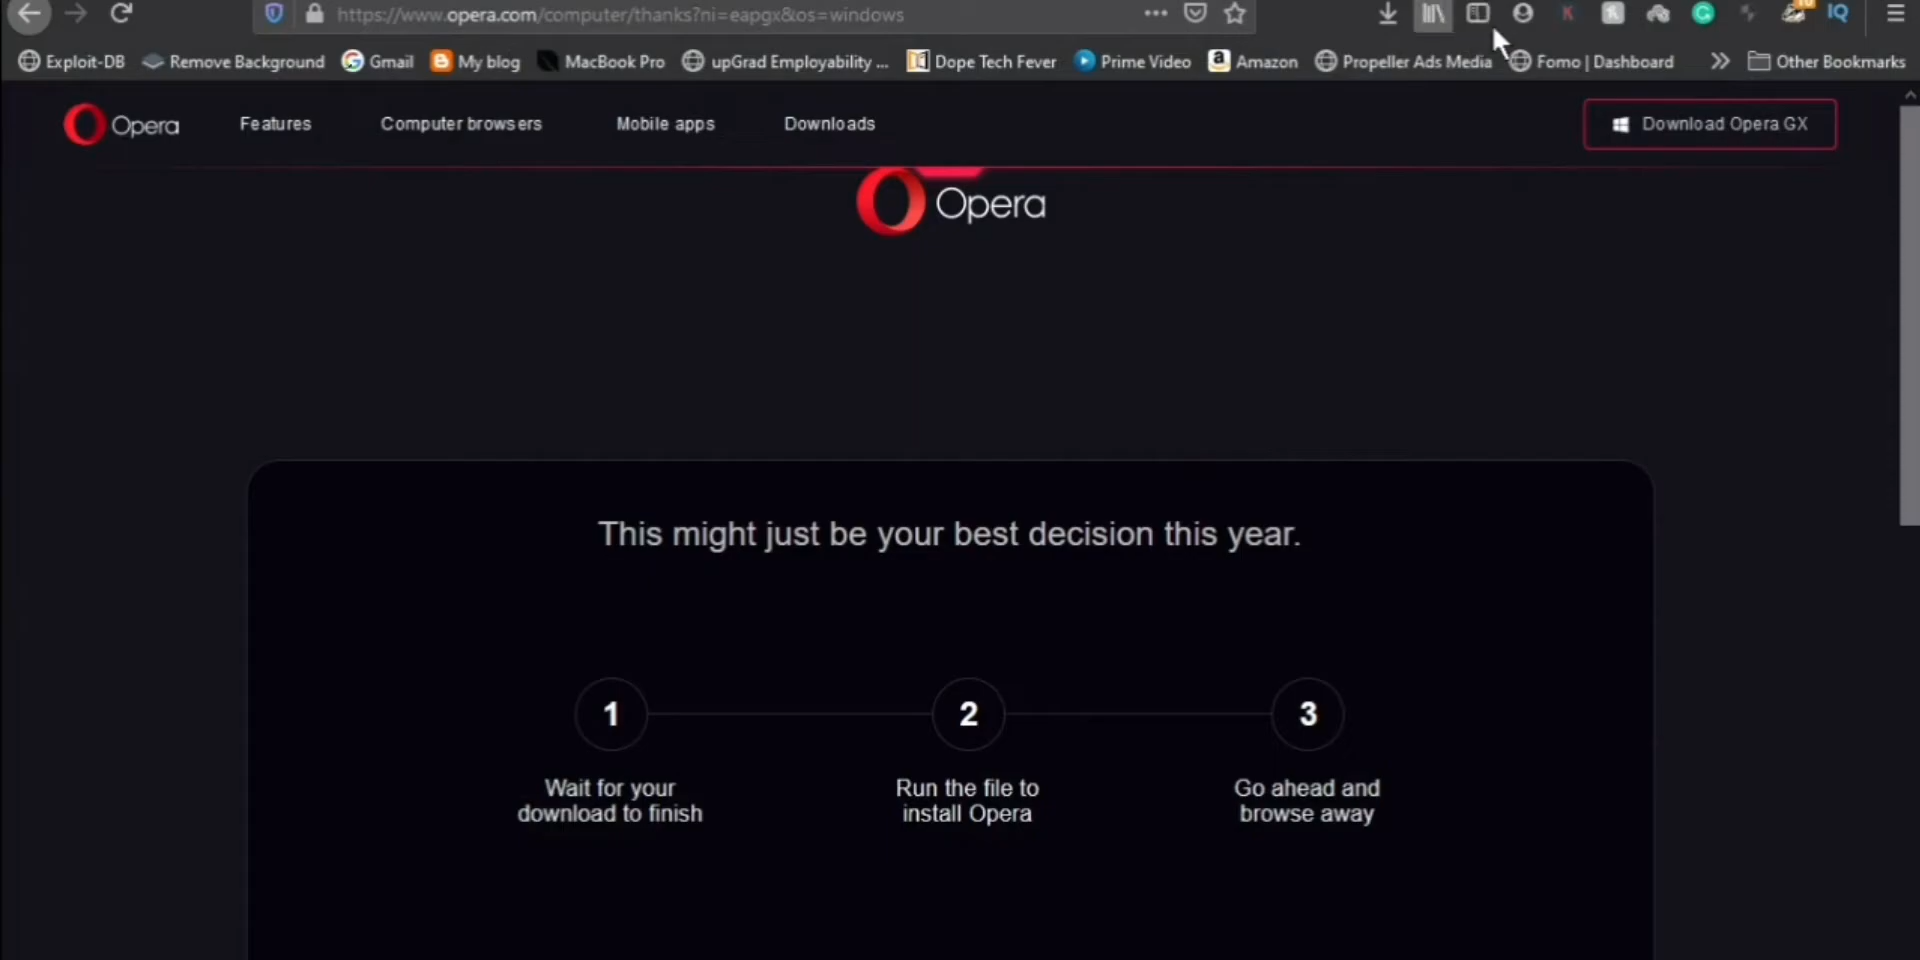 https://www.opera.com/computer/thanks?ni=eapgx&os=windows
Exploit-DB Remove Background Gmail My blog MacBook Pro upGrad Employability ... Dope Tech Fever Prime Video Amazon Propeller Ads Media Fomo | Dashboard Other Bookmarks
Opera Features Computer browsers Mobile apps Downloads Download Opera GX
Opera
This might just be your best decision this year.
1 2 3
Wait for your
download to finish
Run the file to
install Opera
Go ahead and
browse away